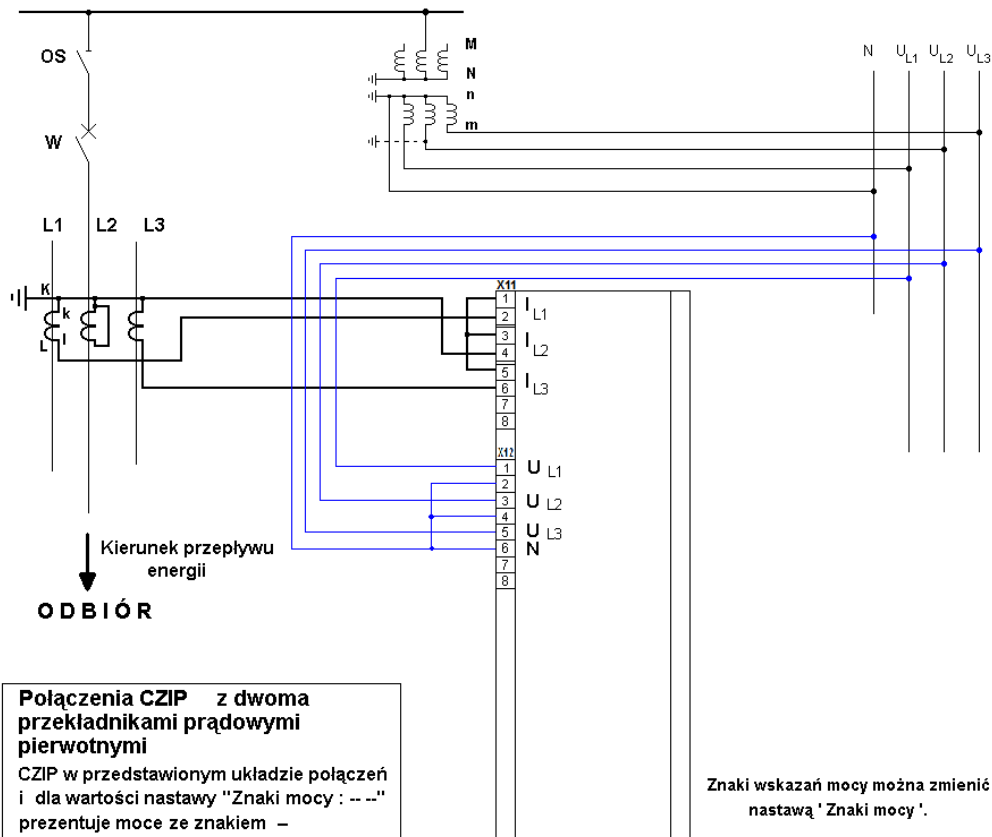 OS
M
N
n
m
N U L1 U L2 U L3
W
L1 L2 L3
K
k
L l
X11
1 I L1
2
3 I L2
4
5 I L3
6
7
8
X12
1 U L1
2
3 U L2
4
5 U L3
6 N
7
8
Kierunek przepływu
energii
ODBIÓR
Połączenia CZIP z dwoma
przekładnikami prądowymi
pierwotnymi
CZIP w przedstawionym układzie połączeń
i dla wartości nastawy "Znaki mocy : -- --"
prezentuje moce ze znakiem –
Znaki wskazań mocy można zmienić
nastawą ' Znaki mocy '.